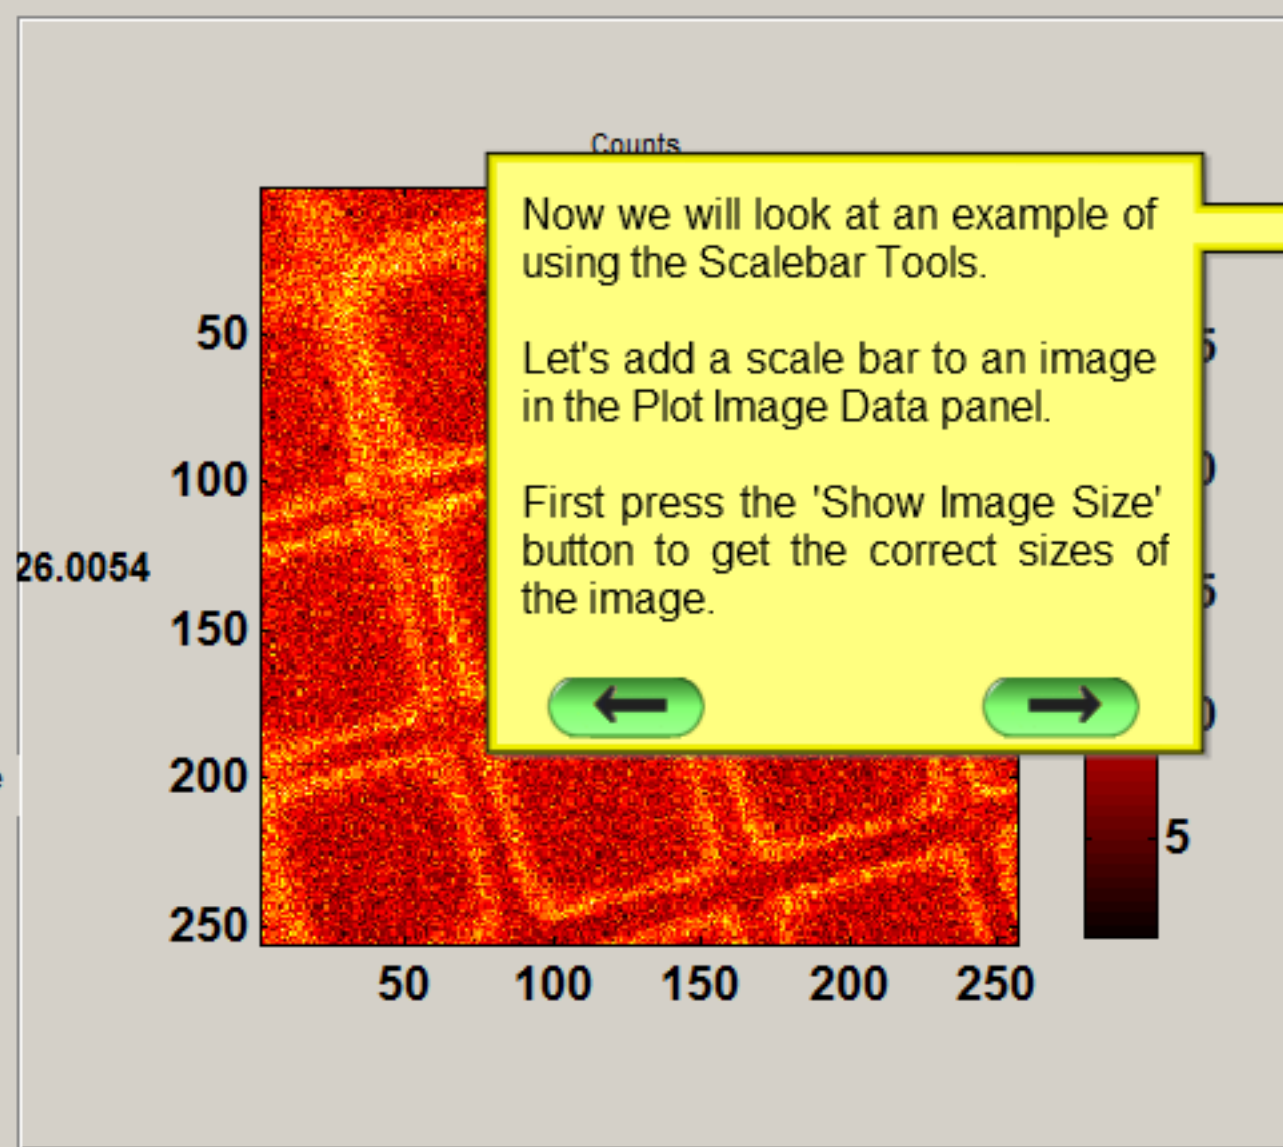 Counts
Now we will look at an example of
using the Scalebar Tools.
Let's add a scale bar to an image
in the Plot Image Data panel.
First press the 'Show Image Size'
button to get the correct sizes of
the image.
50
100
26.0054
150
200
250
5
50 100 150 200 250